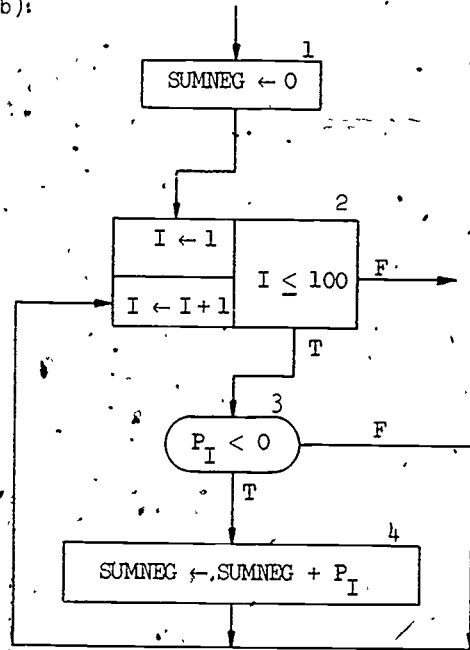 b):
1
SUMNEG ← 0
2
I ← 1
I ≤ 100
F
I ← I+1
T
3
P_I < 0
F
T
4
SUMNEG ← SUMNEG + P_I